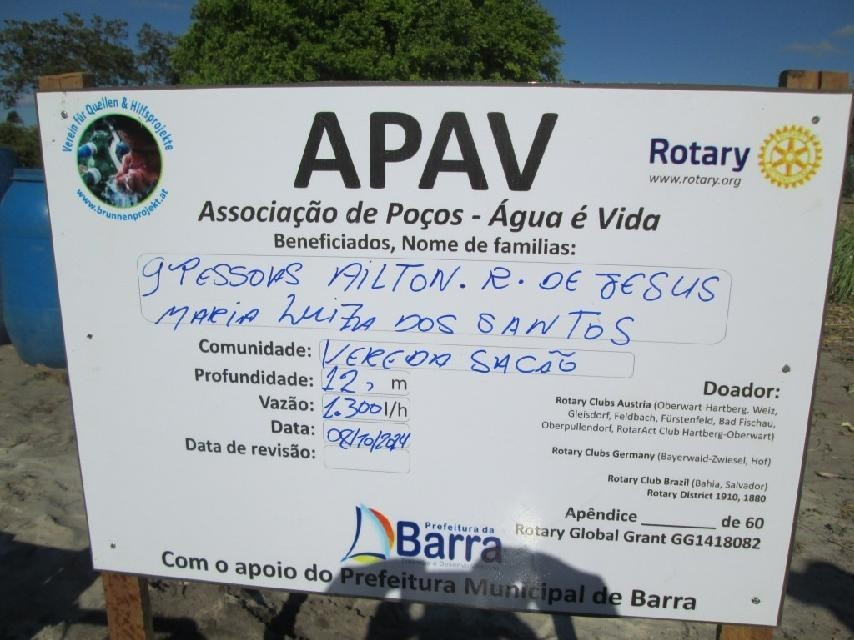 Verein für Quellen & Hilfsprojekte
www.brunnenprojekt.at
APAV
Rotary
www.rotary.org
Associação de Poços - Água é Vida
Beneficiados, Nome de familias:
9 PESSOAS AILTON. R. DE JESUS
MARIA LUIZA DOS SANTOS
Comunidade: VEREDA SACÃO
Profundidade: 12, m
Vazão: 1.300 l/h
Data: 08/10/2014
Data de revisão:
Doador:
Rotary Clubs Austria (Oberwart Hartberg, Weiz,
Gleisdorf, Feldbach, Fürstenfeld, Bad Fischau,
Oberpullendorf, RotarAct Club Hartberg-Oberwart)
Rotary Clubs Germany (Bayerwald-Zwiesel, Hof)
Rotary Club Brazil (Bahia, Salvador)
Rotary District 1910, 1880
Apêndice ________ de 60
Rotary Global Grant GG1418082
Prefeitura da
Barra
Com o apoio do Prefeitura Municipal de Barra